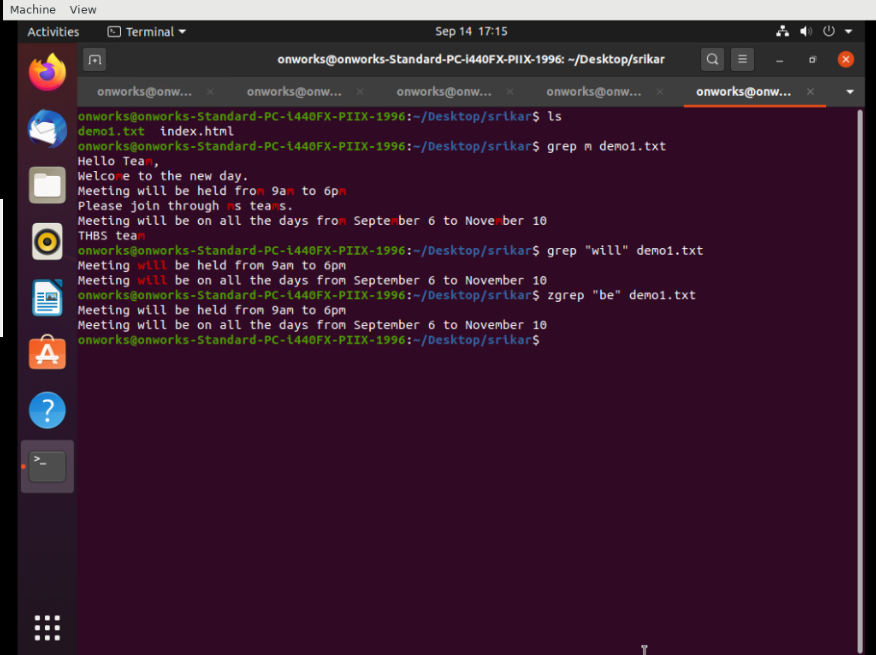 Machine View
Activities Terminal Sep 14 17:15
onworks@onworks-Standard-PC-i440FX-PIIX-1996: ~/Desktop/srikar
onworks@onw... × onworks@onw... × onworks@onw... × onworks@onw... × onworks@onw... ×
onworks@onworks-Standard-PC-i440FX-PIIX-1996:~/Desktop/srikar$ ls
demo1.txt index.html
onworks@onworks-Standard-PC-i440FX-PIIX-1996:~/Desktop/srikar$ grep m demo1.txt
Hello Team,
Welcome to the new day.
Meeting will be held from 9am to 6pm
Please join through ms teams.
Meeting will be on all the days from September 6 to November 10
THBS team
onworks@onworks-Standard-PC-i440FX-PIIX-1996:~/Desktop/srikar$ grep "will" demo1.txt
Meeting will be held from 9am to 6pm
Meeting will be on all the days from September 6 to November 10
onworks@onworks-Standard-PC-i440FX-PIIX-1996:~/Desktop/srikar$ zgrep "be" demo1.txt
Meeting will be held from 9am to 6pm
Meeting will be on all the days from September 6 to November 10
onworks@onworks-Standard-PC-i440FX-PIIX-1996:~/Desktop/srikar$